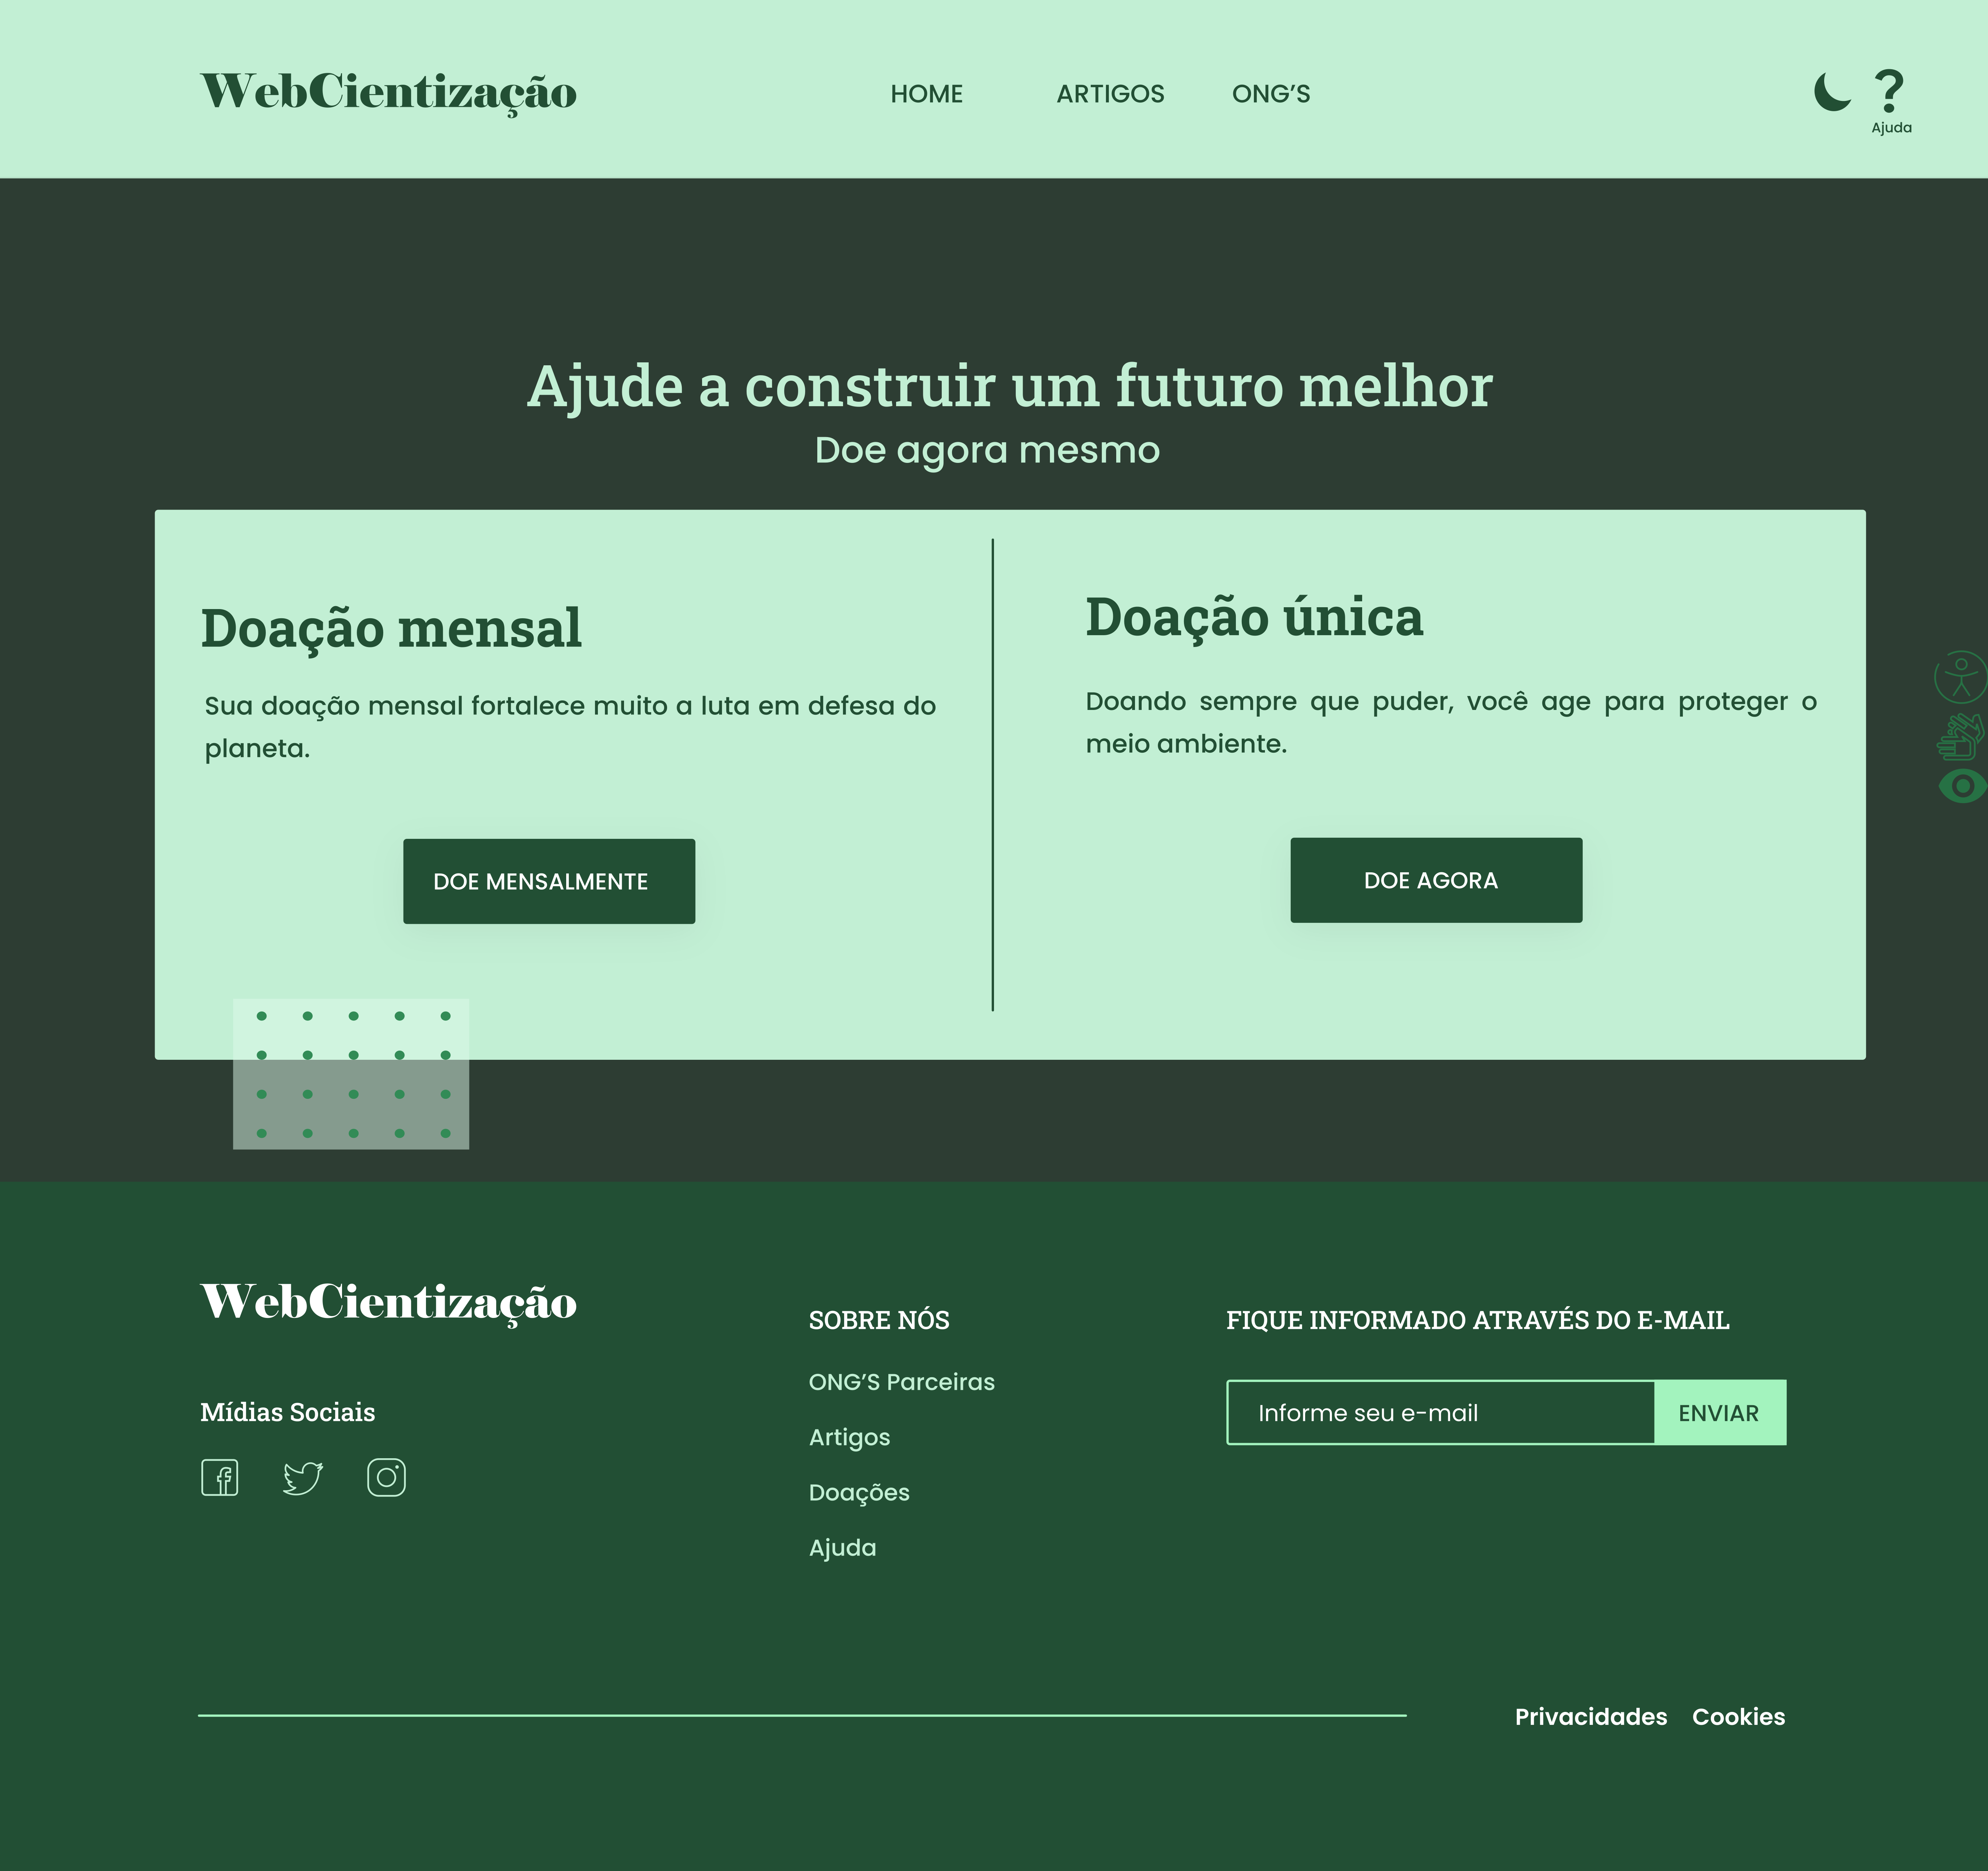 WebCientização
HOME
ARTIGOS
ONG’S
Ajuda
Ajude a construir um futuro melhor
Doe agora mesmo
Doação mensal
Sua doação mensal fortalece muito a luta em defesa do
planeta.
DOE MENSALMENTE
Doação única
Doando sempre que puder, você age para proteger o
meio ambiente.
DOE AGORA
WebCientização
Mídias Sociais
SOBRE NÓS
ONG’S Parceiras
Artigos
Doações
Ajuda
FIQUE INFORMADO ATRAVÉS DO E-MAIL
Informe seu e-mail
ENVIAR
Privacidades
Cookies